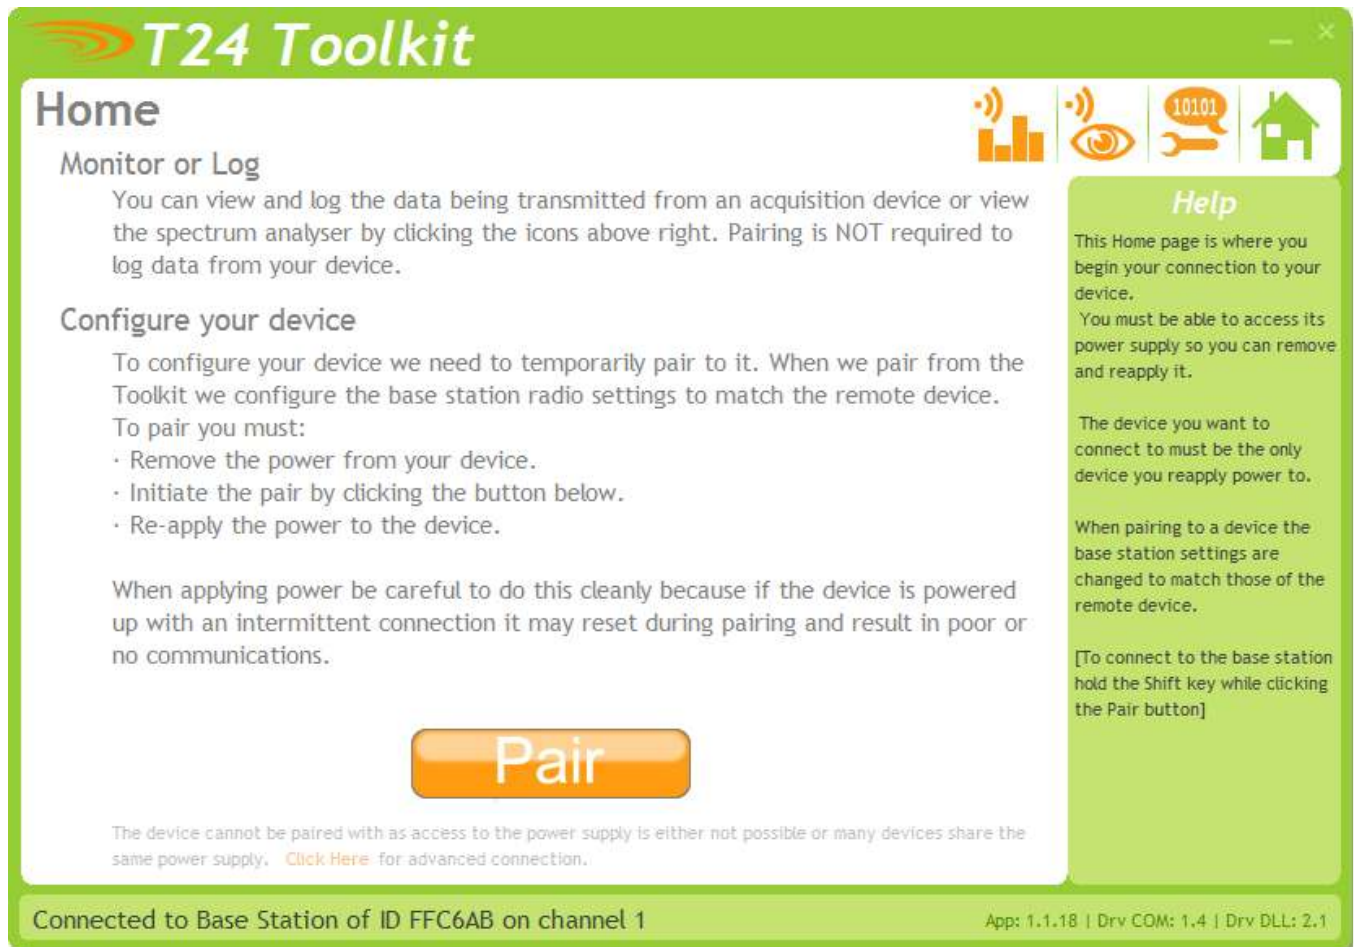 T24 Toolkit
Home
10101
Monitor or Log
You can view and log the data being transmitted from an acquisition device or view
the spectrum analyser by clicking the icons above right. Pairing is NOT required to
log data from your device.
Configure your device
To configure your device we need to temporarily pair to it. When we pair from the
Toolkit we configure the base station radio settings to match the remote device.
To pair you must:
· Remove the power from your device.
· Initiate the pair by clicking the button below.
· Re-apply the power to the device.
When applying power be careful to do this cleanly because if the device is powered
up with an intermittent connection it may reset during pairing and result in poor or
no communications.
Pair
The device cannot be paired with as access to the power supply is either not possible or many devices share the
same power supply. Click Here for advanced connection.
Help
This Home page is where you
begin your connection to your
device.
You must be able to access its
power supply so you can remove
and reapply it.
The device you want to
connect to must be the only
device you reapply power to.
When pairing to a device the
base station settings are
changed to match those of the
remote device.
[To connect to the base station
hold the Shift key while clicking
the Pair button]
Connected to Base Station of ID FFC6AB on channel 1
App: 1.1.18 | Drv COM: 1.4 | Drv DLL: 2.1